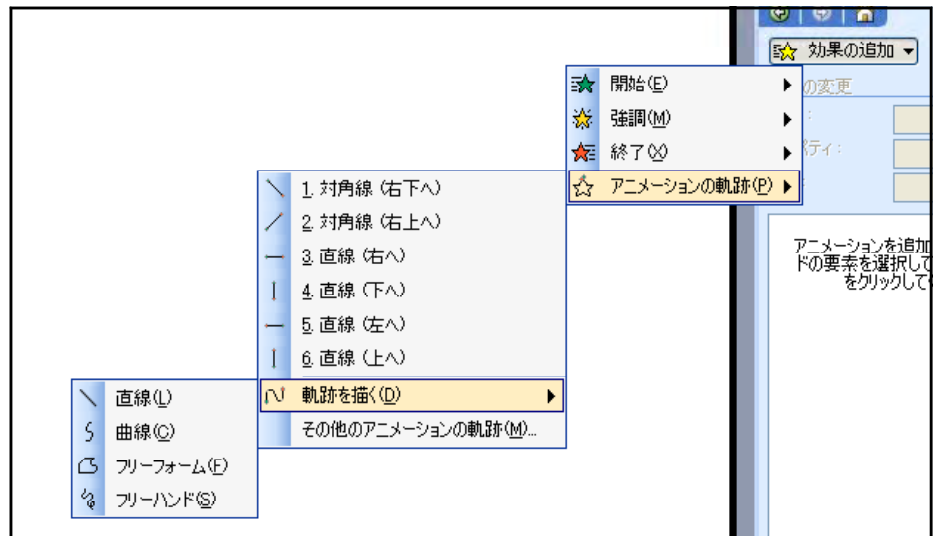 効果の追加
の変更
開始(E)
強調(M)
終了(X)
アニメーションの軌跡(P)
:
パティ:
アニメーションを追加
ドの要素を選択して
をクリックして
1. 対角線 (右下へ)
2. 対角線 (右上へ)
3. 直線 (右へ)
4. 直線 (下へ)
5. 直線 (左へ)
6. 直線 (上へ)
軌跡を描く(D)
その他のアニメーションの軌跡(M)...
直線(L)
曲線(C)
フリーフォーム(F)
フリーハンド(S)